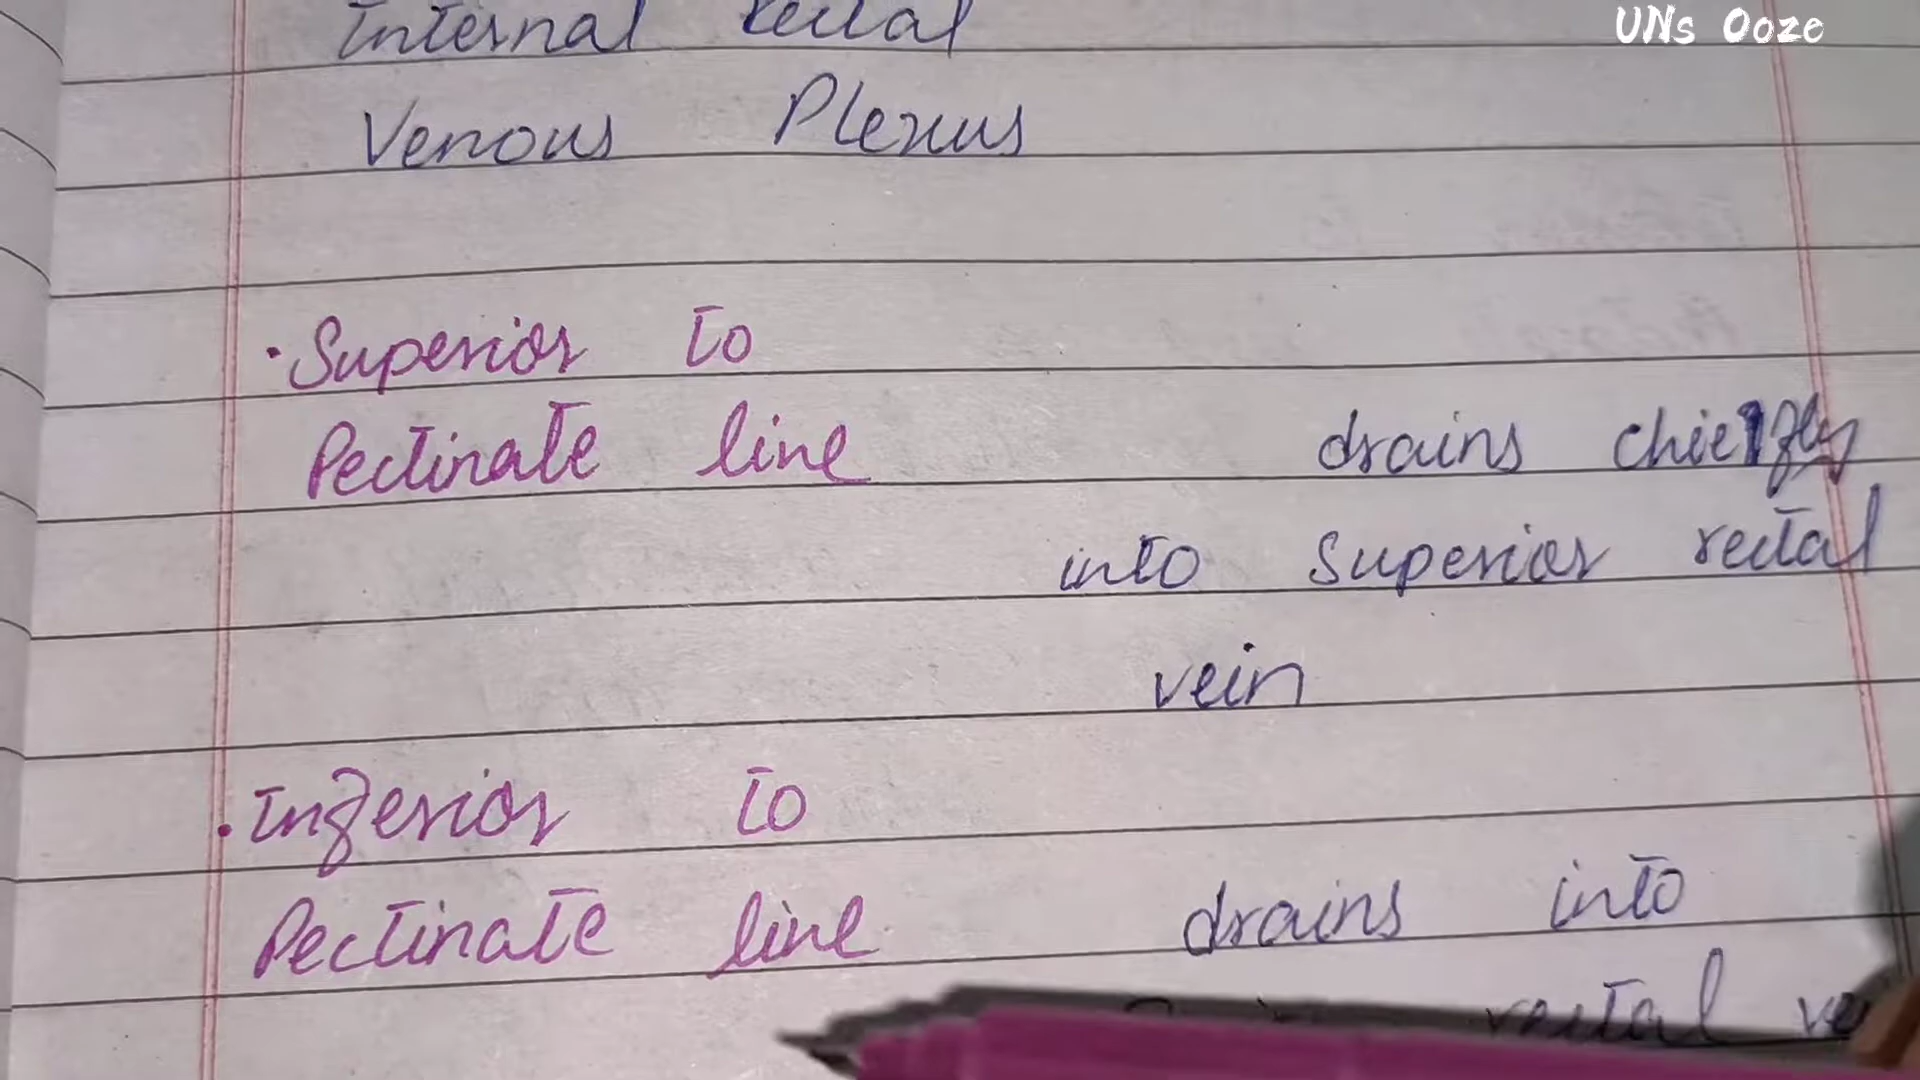 UNs Ooze
Internal rectal
Venous Plexus
• Superior to
Pectinate line drains chiefly
into Superior rectal
vein
• Inferior to
Pectinate line drains into
rectal